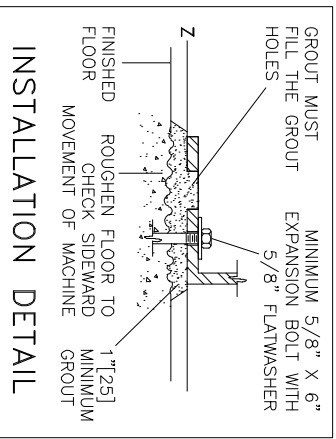 GROUT MUST
FILL THE GROUT
HOLES
MINIMUM 5/8" X 6"
EXPANSION BOLT WITH
5/8" FLATWASHER
Z
FINISHED
FLOOR
ROUGHEN FLOOR TO
CHECK SIDEWARD
MOVEMENT OF MACHINE
1"[25]
MINIMUM
GROUT
INSTALLATION DETAIL